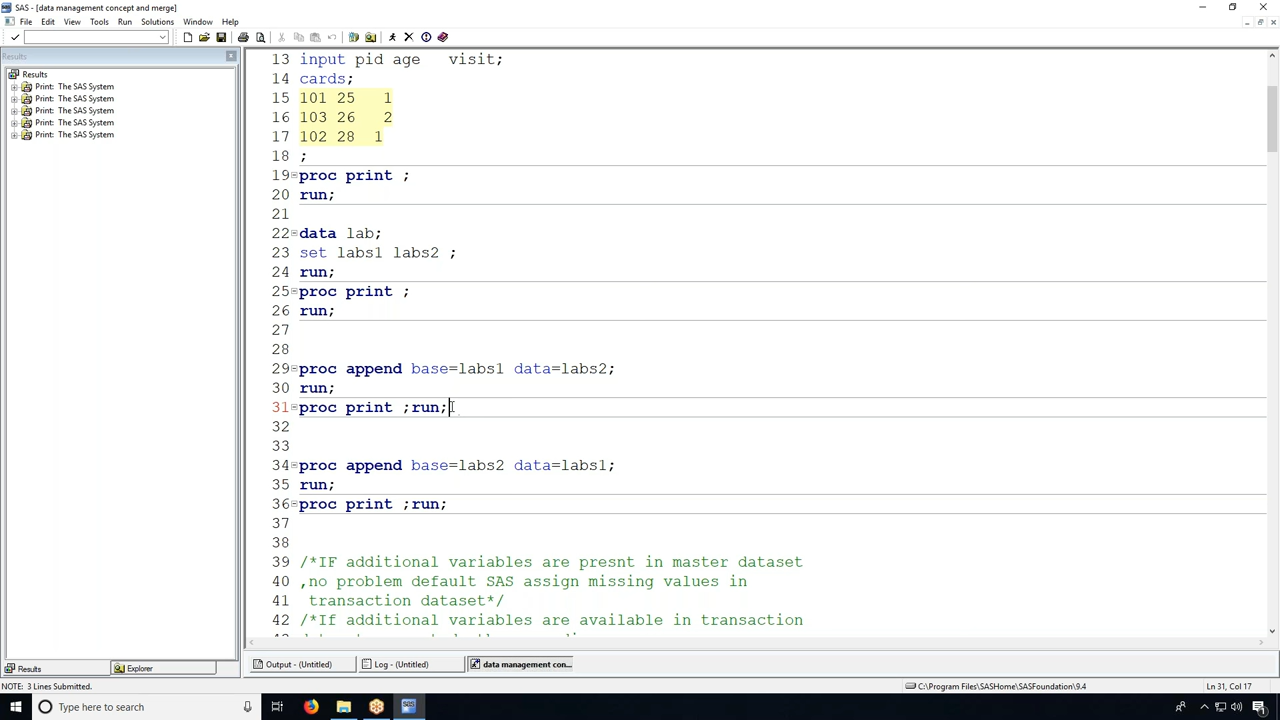 SAS - [data management concept and merge]
File Edit View Tools Run Solutions Window Help
Results
Results
Print: The SAS System
Print: The SAS System
Print: The SAS System
Print: The SAS System
Print: The SAS System
13 input pid age visit;
14 cards;
15 101 25 1
16 103 26 2
17 102 28 1
18 ;
19 proc print ;
20 run;
21
22 data lab;
23 set labs1 labs2 ;
24 run;
25 proc print ;
26 run;
27
28
29 proc append base=labs1 data=labs2;
30 run;
31 proc print ;run;
32
33
34 proc append base=labs2 data=labs1;
35 run;
36 proc print ;run;
37
38
39 /*IF additional variables are presnt in master dataset
40 ,no problem default SAS assign missing values in
41 transaction dataset*/
42 /*If additional variables are available in transaction
Results Explorer Output - (Untitled) Log - (Untitled) data management con...
NOTE: 3 Lines Submitted. C:\Program Files\SASHome\SASFoundation\9.4 Ln 31, Col 17
Type here to search